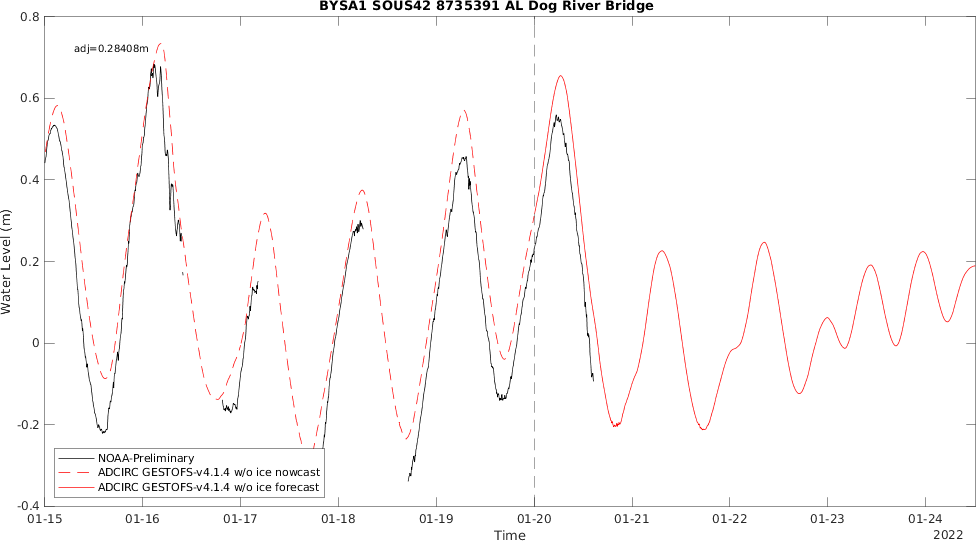 BYSA1 SOUS42 8735391 AL Dog River Bridge
adj=0.28408m
0.8
0.6
0.4
0.2
0
-0.2
-0.4
Water Level (m)
NOAA-Preliminary
ADCIRC GESTOFS-v4.1.4 w/o ice nowcast
ADCIRC GESTOFS-v4.1.4 w/o ice forecast
01-15 01-16 01-17 01-18 01-19 01-20 01-21 01-22 01-23 01-24
Time
2022